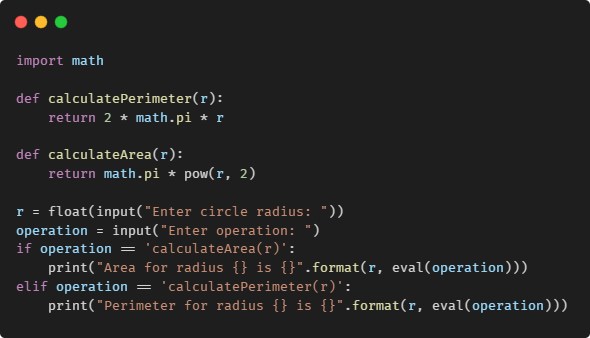 import math
def calculatePerimeter(r):
    return 2 * math.pi * r
def calculateArea(r):
    return math.pi * pow(r, 2)
r = float(input("Enter circle radius: "))
operation = input("Enter operation: ")
if operation == 'calculateArea(r)':
    print("Area for radius {} is {}".format(r, eval(operation)))
elif operation == 'calculatePerimeter(r)':
    print("Perimeter for radius {} is {}".format(r, eval(operation)))